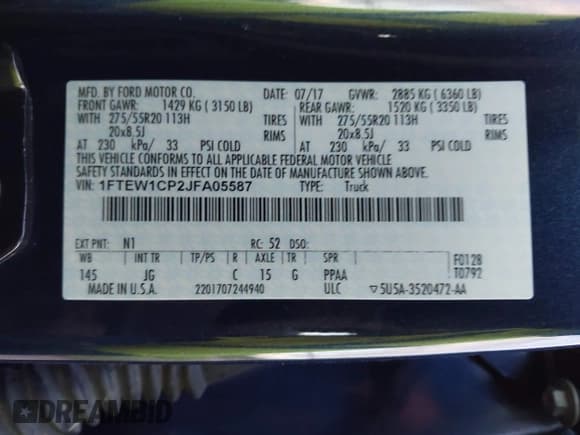 MFD. BY FORD MOTOR CO. DATE: 07/17 GVWR: 2885 KG ( 6360 LB)
FRONT GAWR: 1429 KG ( 3150 LB) REAR GAWR: 1520 KG ( 3350 LB)
WITH 275/55R20 113H TIRES WITH 275/55R20 113H TIRES
20x8.5J RIMS 20x8.5J RIMS
AT 230 kPa/ 33 PSI COLD AT 230 kPa/ 33 PSI COLD
THIS VEHICLE CONFORMS TO ALL APPLICABLE FEDERAL MOTOR VEHICLE
SAFETY STANDARDS IN EFFECT ON THE DATE OF MANUFACTURE SHOWN ABOVE.
VIN: 1FTEW1CP2JFA05587 TYPE: Truck
EXT PNT: N1 RC: 52 DSO:
WB INT TR TP/PS R AXLE TR SPR F0128
145 JG C 15 G PPAA T0792
MADE IN U.S.A. 2201707244940 ULC ▽5U5A-3520472-AA
DREAMBID